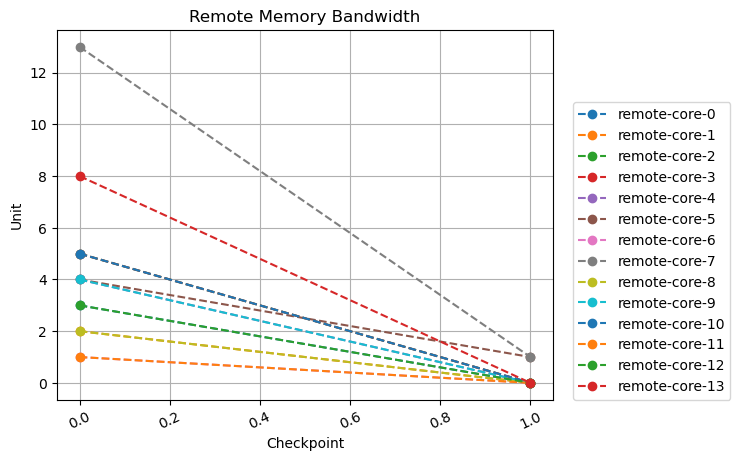 Remote Memory Bandwidth
Unit
12
10
8
6
4
2
0
0.0
0.2
0.4
0.6
0.8
1.0
Checkpoint
remote-core-0
remote-core-1
remote-core-2
remote-core-3
remote-core-4
remote-core-5
remote-core-6
remote-core-7
remote-core-8
remote-core-9
remote-core-10
remote-core-11
remote-core-12
remote-core-13